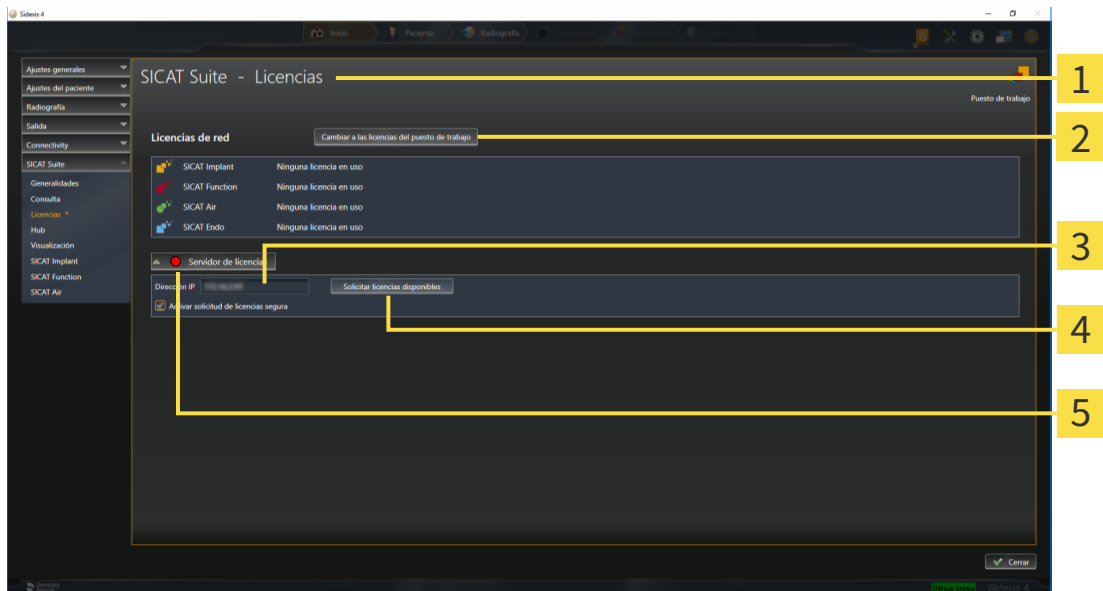 Sidexis 4
Inicio
Paciente
Radiografía
Ajustes generales
Ajustes del paciente
Radiografía
Salida
Connectivity
SICAT Suite
Generalidades
Consulta
Licencias *
Hub
Visualización
SICAT Implant
SICAT Function
SICAT Air
SICAT Suite - Licencias
Puesto de trabajo
Licencias de red
Cambiar a las licencias del puesto de trabajo
SICAT Implant Ninguna licencia en uso
SICAT Function Ninguna licencia en uso
SICAT Air Ninguna licencia en uso
SICAT Endo Ninguna licencia en uso
Servidor de licencias
Dirección IP
Solicitar licencias disponibles
Activar solicitud de licencias segura
1
2
3
4
5
Cerrar
Sidexis 4